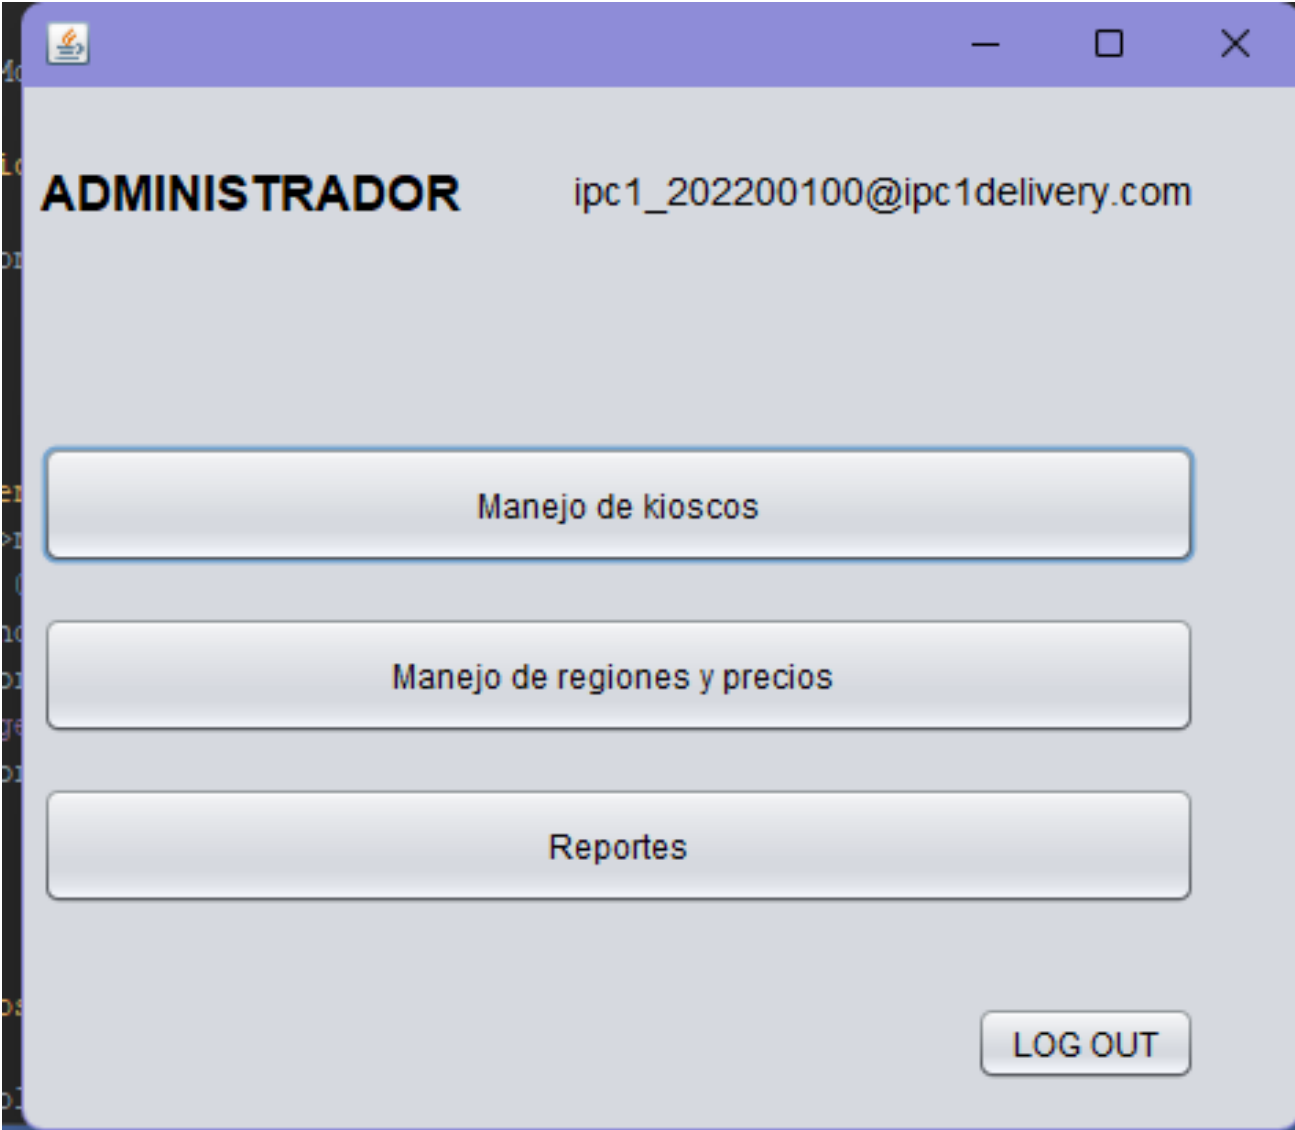 ADMINISTRADOR ipc1_202200100@ipc1delivery.com
Manejo de kioscos
Manejo de regiones y precios
Reportes
LOG OUT